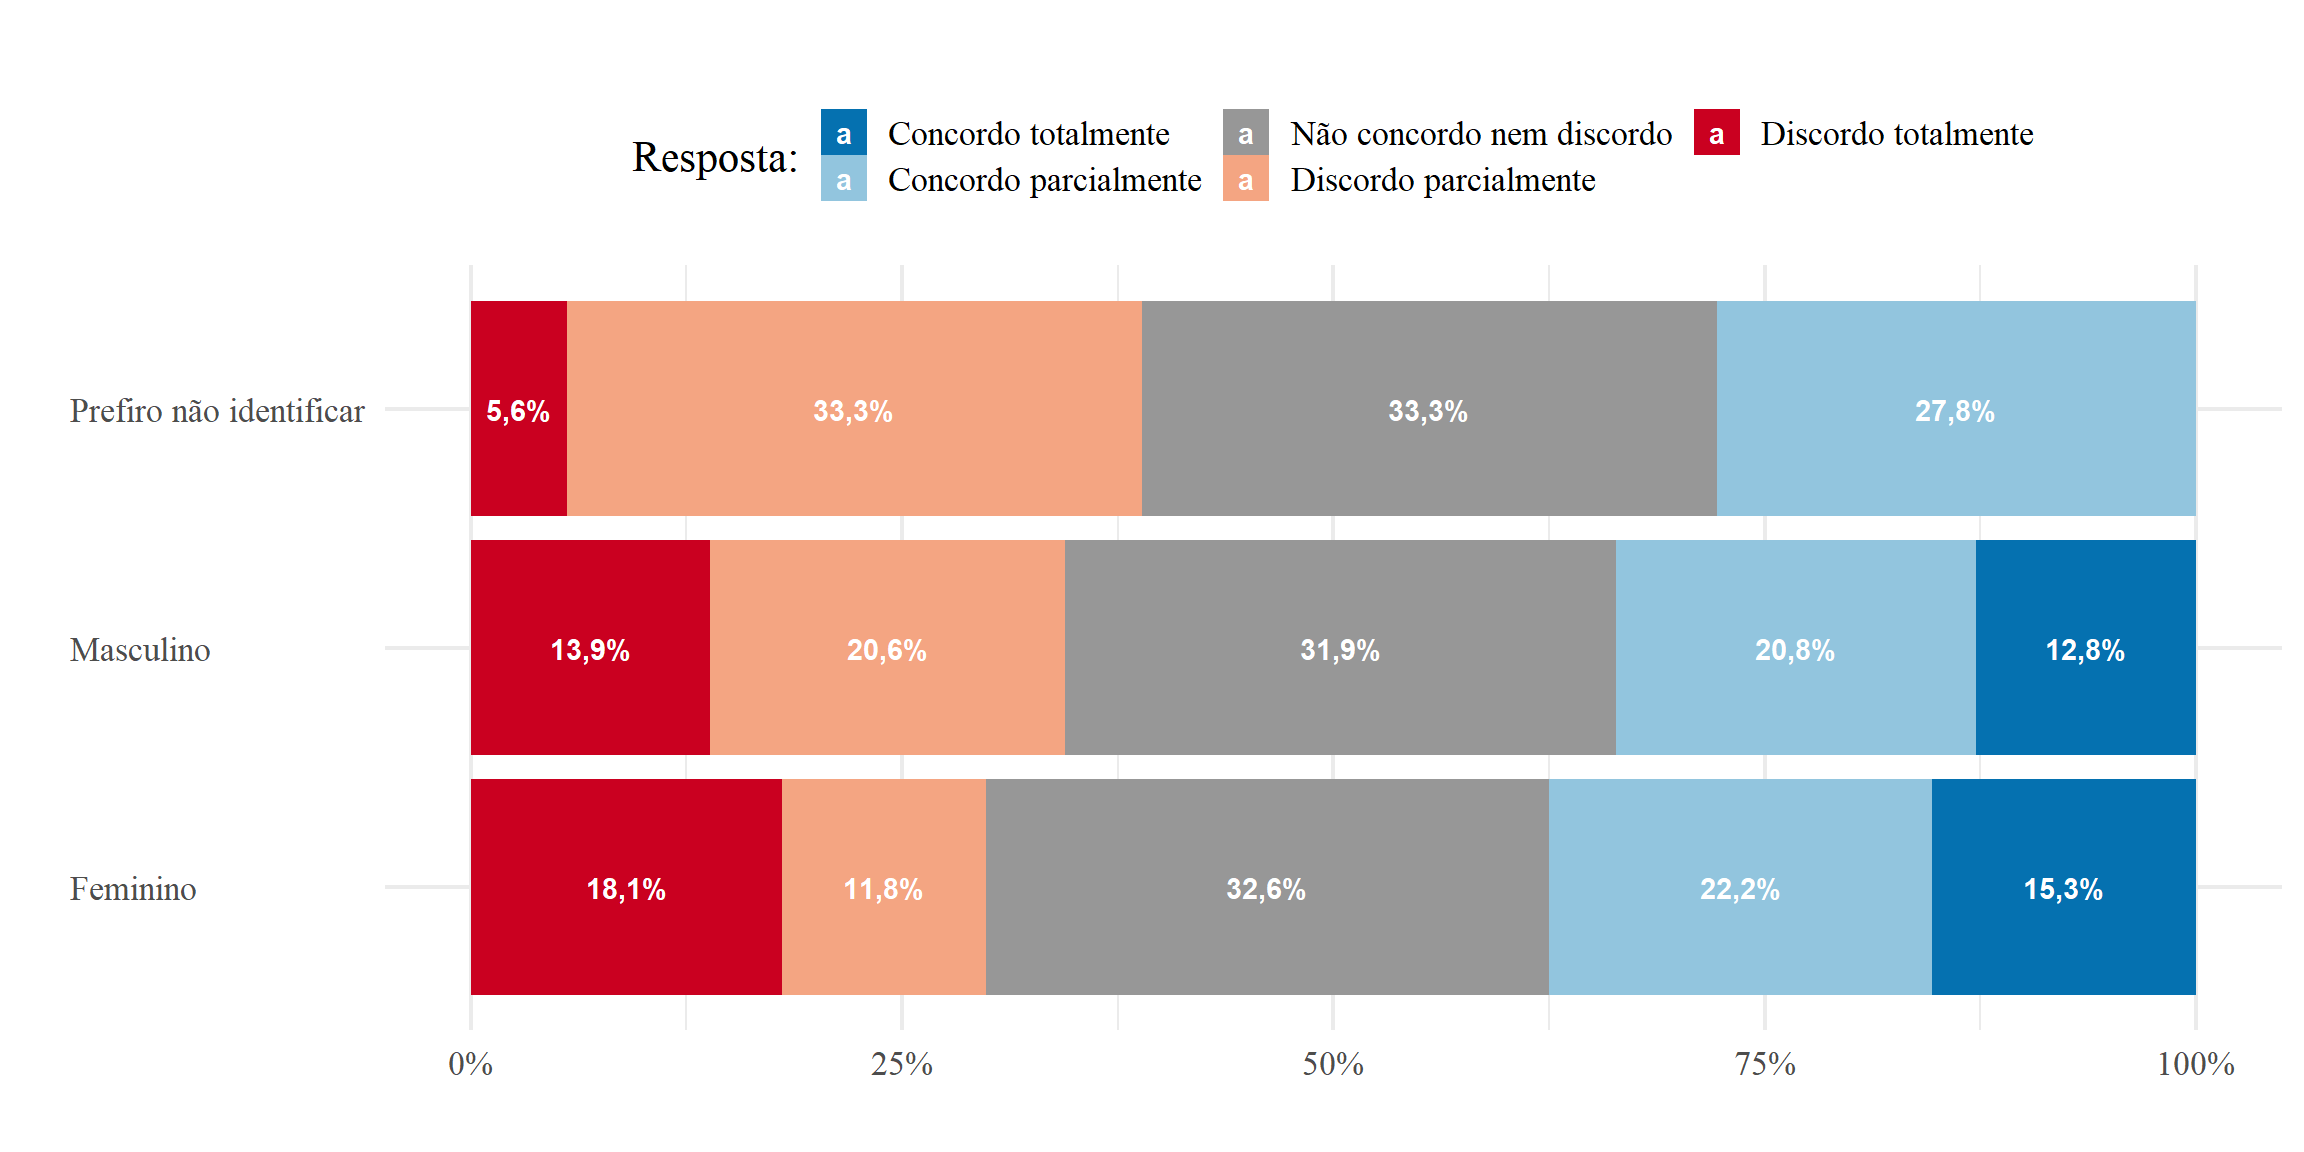 Resposta:
a Concordo totalmente
a Concordo parcialmente
a Não concordo nem discordo
a Discordo parcialmente
a Discordo totalmente
Prefiro não identificar
5,6% 33,3% 33,3% 27,8%
Masculino
13,9% 20,6% 31,9% 20,8% 12,8%
Feminino
18,1% 11,8% 32,6% 22,2% 15,3%
0% 25% 50% 75% 100%